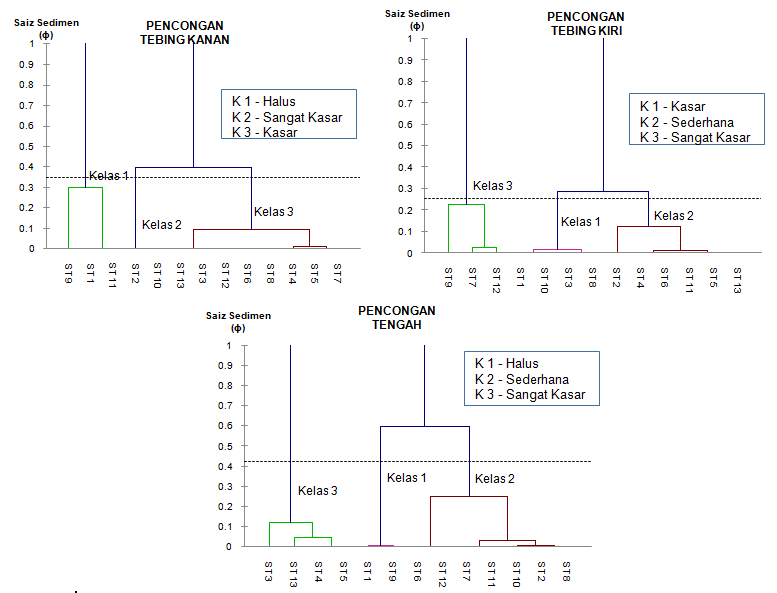 Saiz Sedimen
(ϕ)
PENCONGAN
TEBING KANAN
1
0.9
0.8
0.7
0.6
0.5
0.4
0.3
0.2
0.1
0
K 1 - Halus
K 2 - Sangat Kasar
K 3 - Kasar
Kelas 1
Kelas 2
Kelas 3
ST9
ST1
ST11
ST2
ST10
ST13
ST3
ST12
ST6
ST8
ST4
ST5
ST7
Saiz Sedimen
(ϕ)
PENCONGAN
TEBING KIRI
1
0.9
0.8
0.7
0.6
0.5
0.4
0.3
0.2
0.1
0
K 1 - Kasar
K 2 - Sederhana
K 3 - Sangat Kasar
Kelas 3
Kelas 1
Kelas 2
ST9
ST7
ST12
ST1
ST10
ST3
ST8
ST2
ST4
ST6
ST11
ST5
ST13
Saiz Sedimen
(ϕ)
PENCONGAN
TENGAH
1
0.9
0.8
0.7
0.6
0.5
0.4
0.3
0.2
0.1
0
K 1 - Halus
K 2 - Sederhana
K 3 - Sangat Kasar
Kelas 3
Kelas 1
Kelas 2
ST3
ST13
ST4
ST5
ST1
ST9
ST6
ST12
ST7
ST11
ST10
ST2
ST8